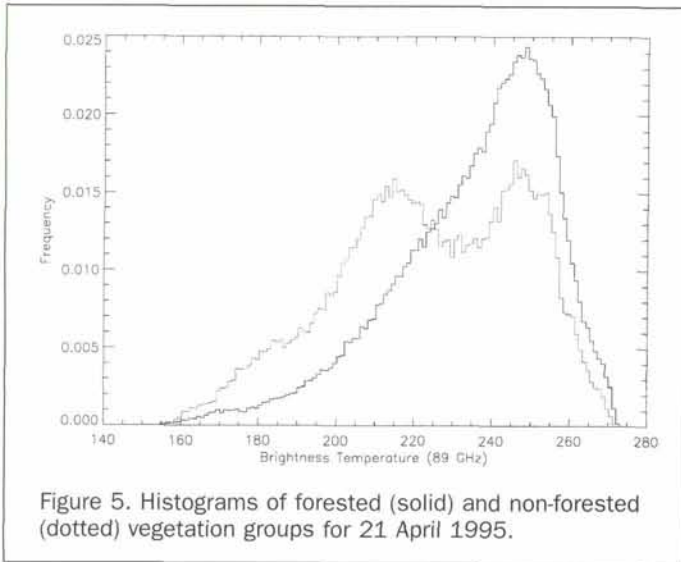 0.025
0.020
0.015
0.010
0.005
0.000
Frequency
140 160 180 200 220 240 260 280
Brightness Temperature (89 GHz)
Figure 5. Histograms of forested (solid) and non-forested
(dotted) vegetation groups for 21 April 1995.